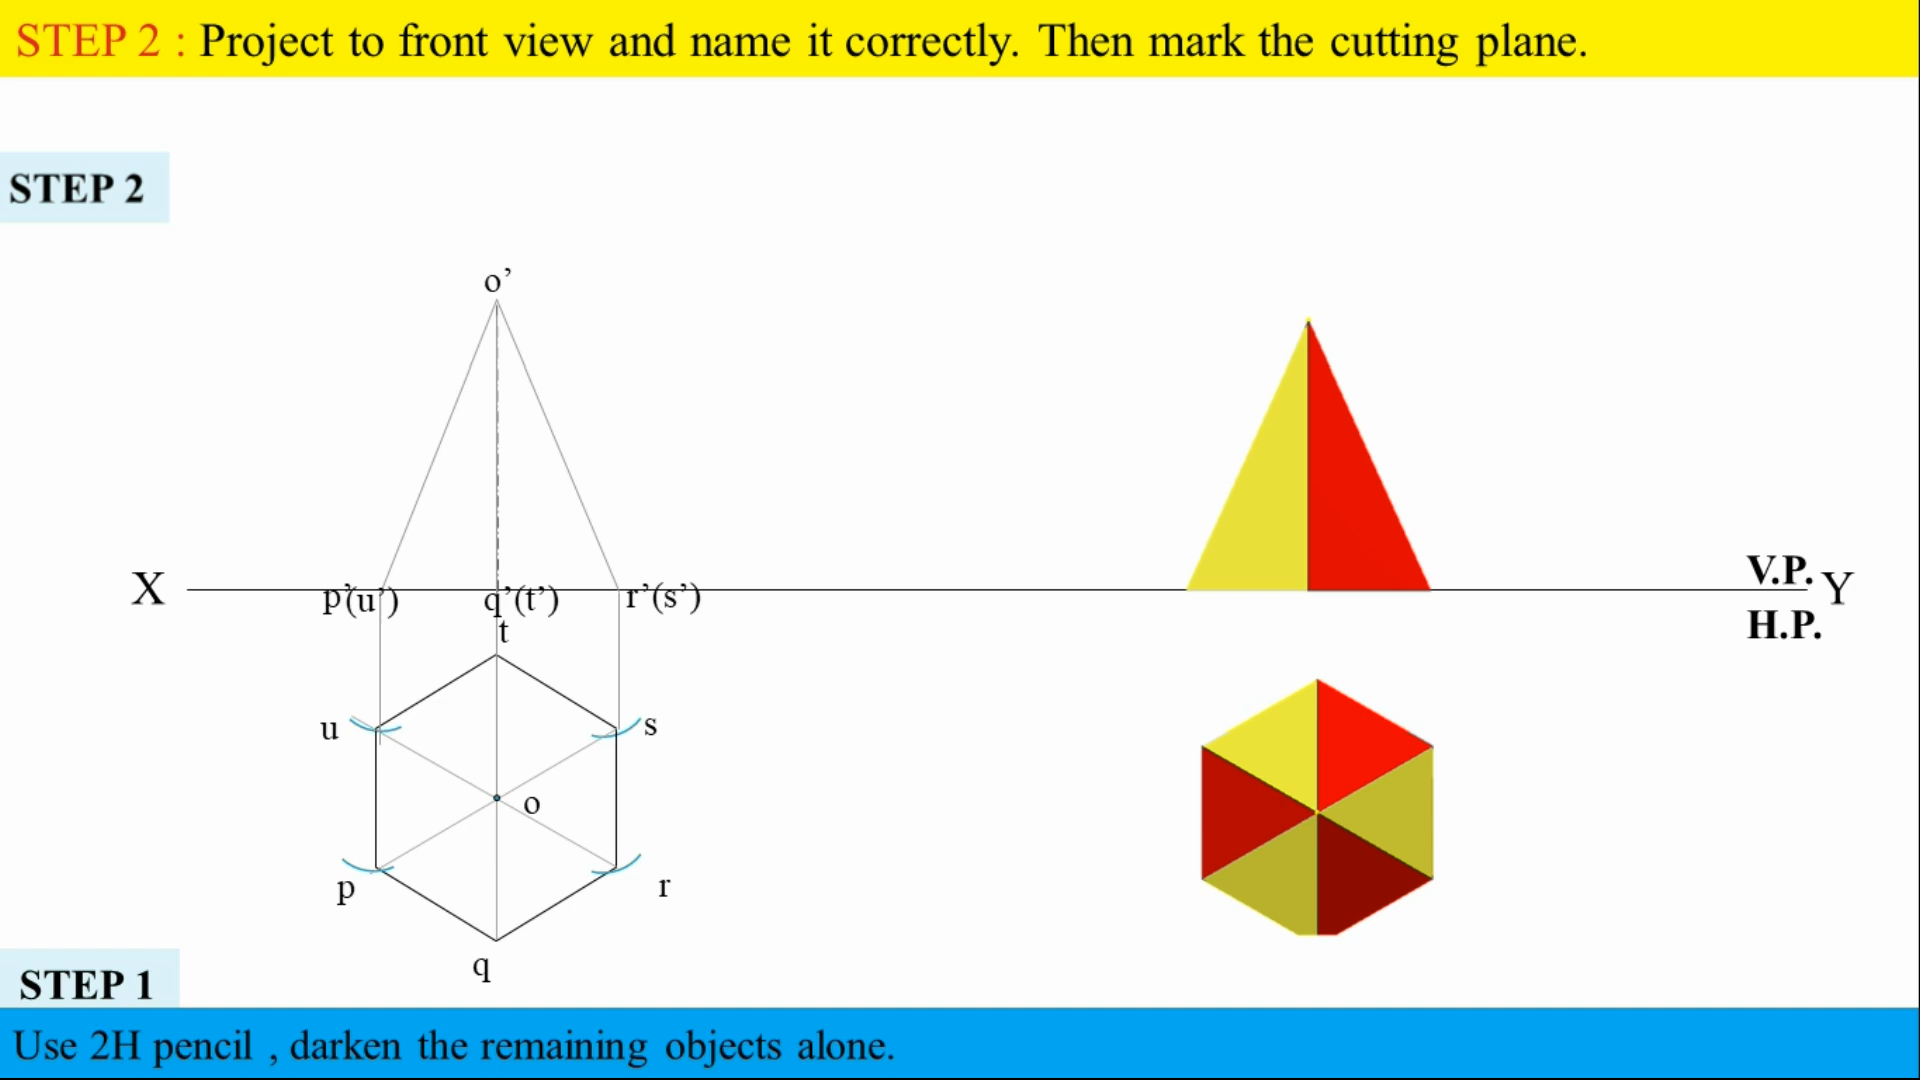 STEP 2 : Project to front view and name it correctly. Then mark the cutting plane.
STEP 2
o’
X
p’(u’)
q’(t’)
r’(s’)
V.P.
Y
H.P.
t
u
s
o
p
r
q
STEP 1
Use 2H pencil , darken the remaining objects alone.